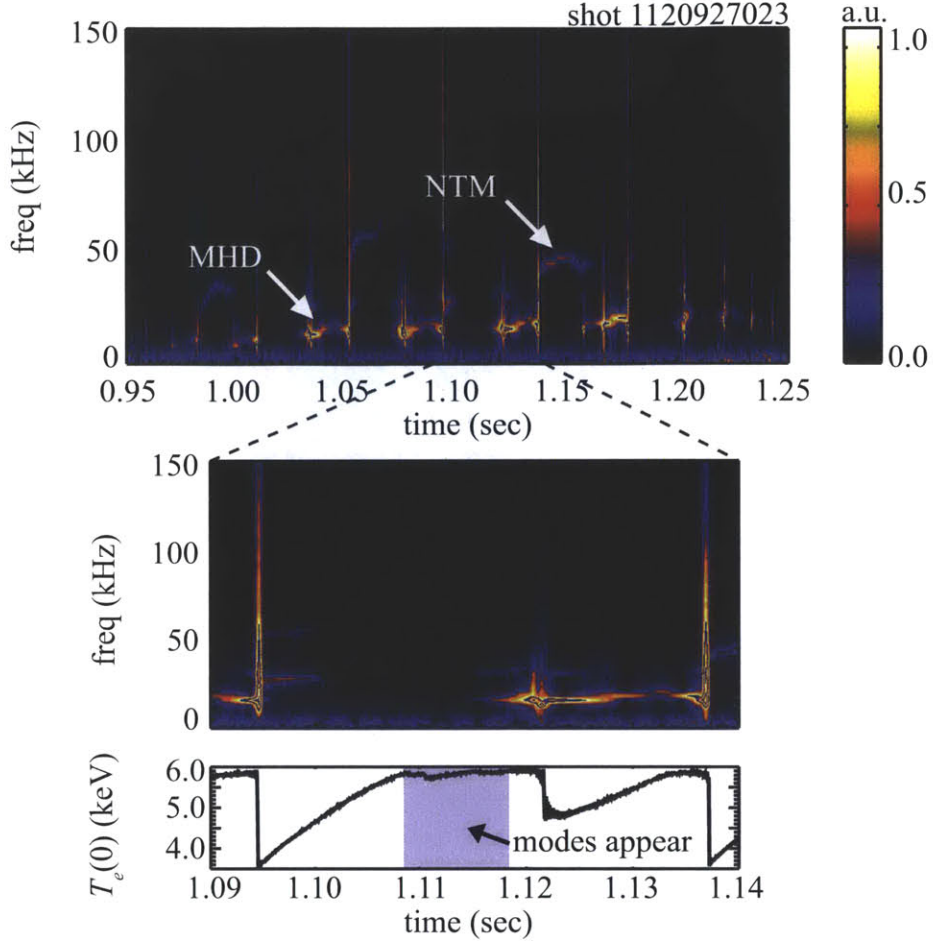 shot 1120927023
a.u.
150
100
50
0
freq (kHz)
NTM
MHD
1.0
0.5
0.0
0.95 1.00 1.05 1.10 1.15 1.20 1.25
time (sec)
150
100
50
0
freq (kHz)
6.0
5.0
4.0
Te(0) (keV)
modes appear
1.09 1.10 1.11 1.12 1.13 1.14
time (sec)